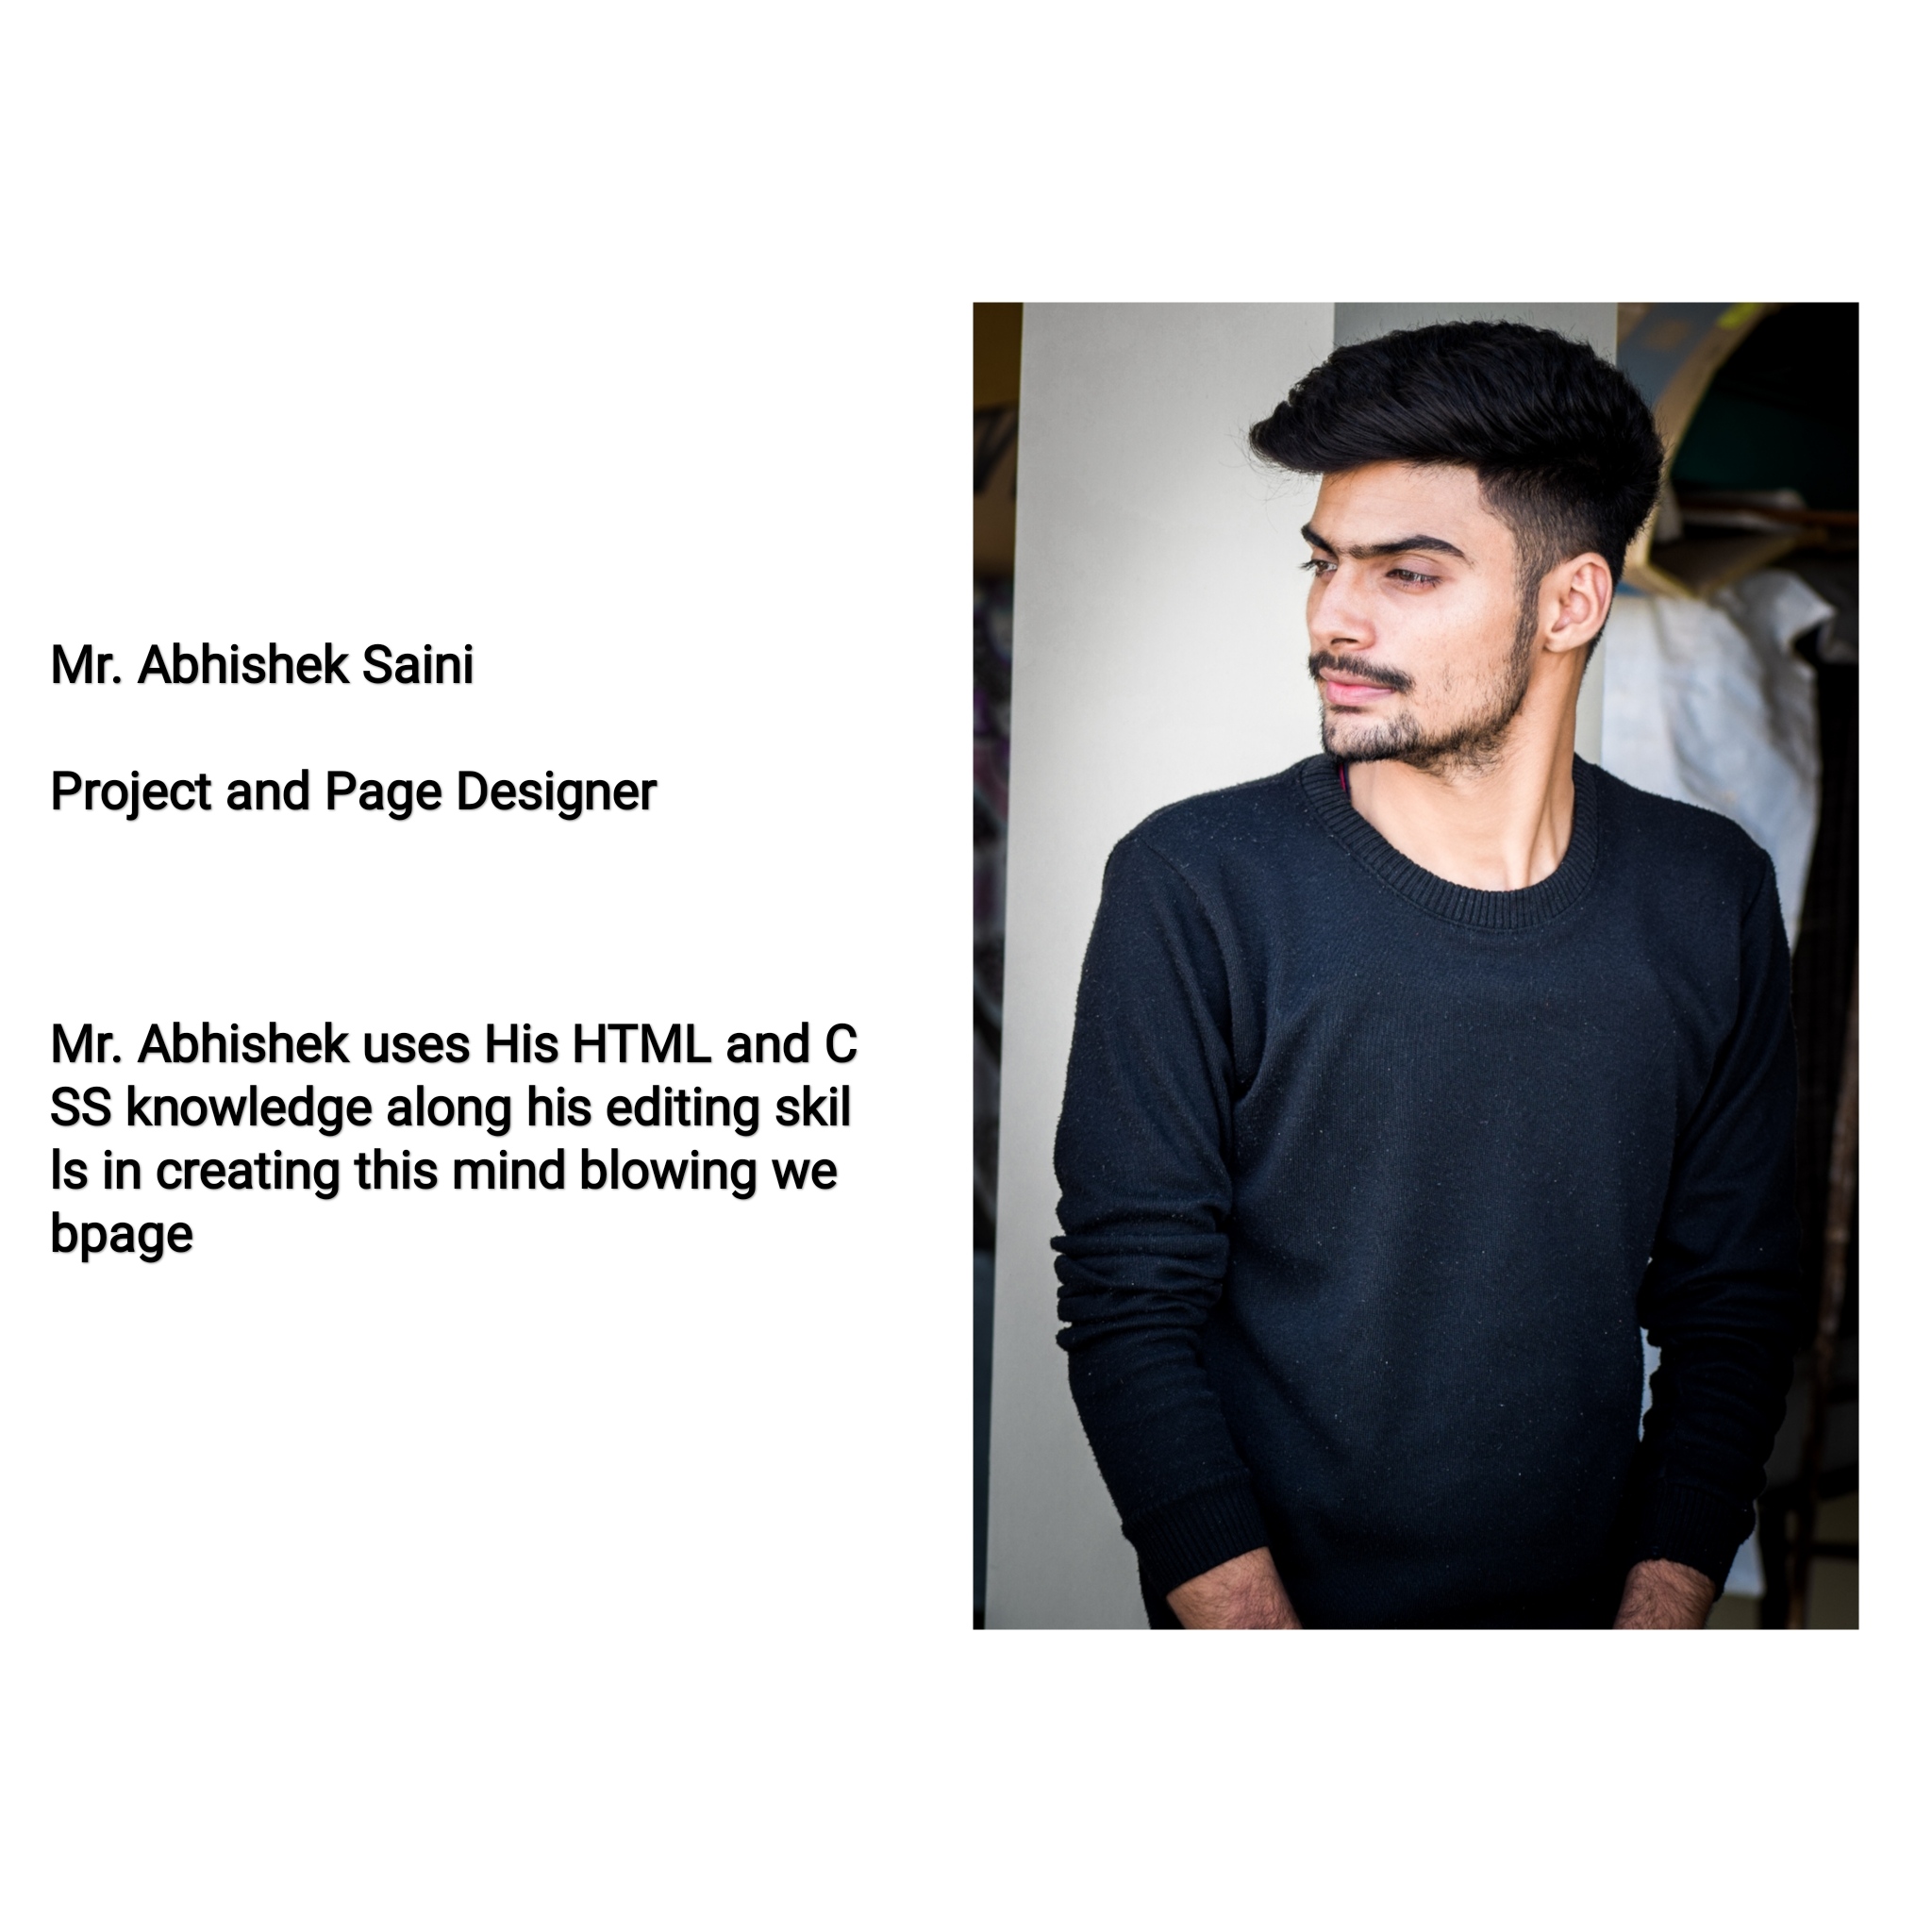 Mr. Abhishek Saini
Project and Page Designer
Mr. Abhishek uses His HTML and C
SS knowledge along his editing skil
ls in creating this mind blowing we
bpage